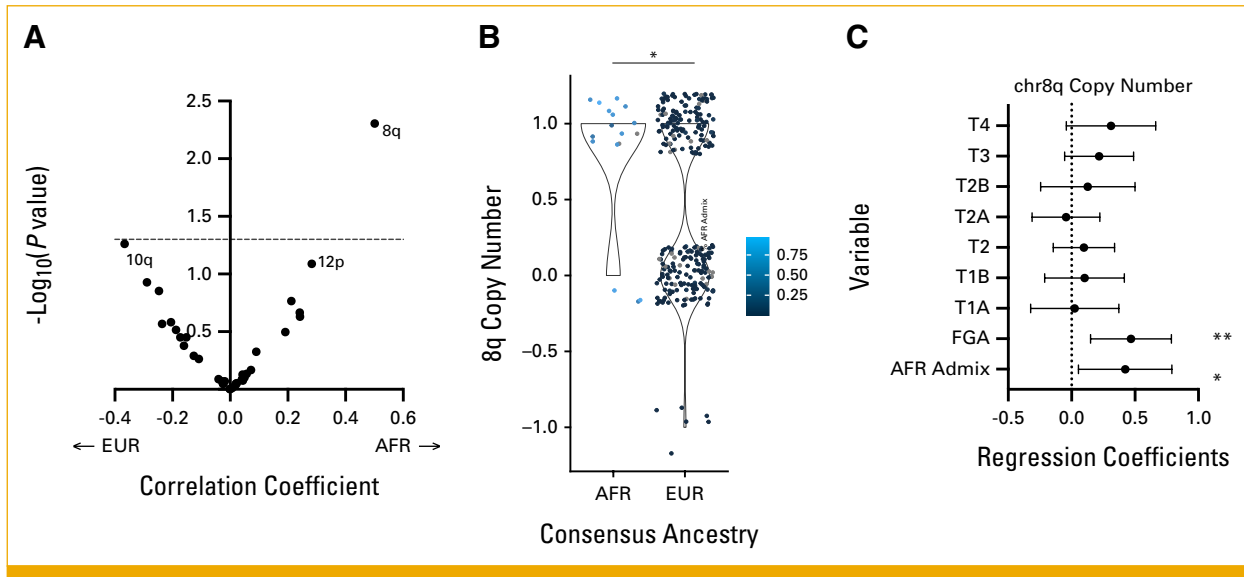 A
2.5
2.0
1.5
1.0
0.5
8q
12p
10q
-0.4 -0.2 0.0 0.2 0.4 0.6
← EUR AFR →
-Log10(P value)
Correlation Coefficient
B
*
1.0
0.5
0.0
–0.5
–1.0
8q Copy Number
AFR Admix
0.75
0.50
0.25
AFR EUR
Consensus Ancestry
C
chr8q Copy Number
T4
T3
T2B
T2A
T2
T1B
T1A
FGA **
AFR Admix *
Variable
-0.5 0.0 0.5 1.0
Regression Coefficients